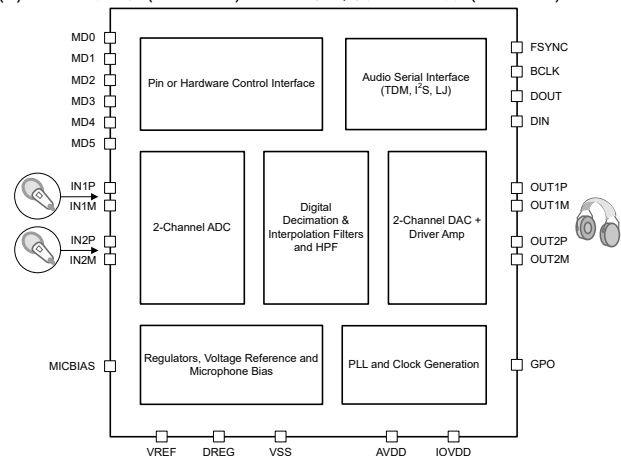 MD0
MD1
MD2
MD3
MD4
MD5
IN1P
IN1M
IN2P
IN2M
MICBIAS
Pin or Hardware Control Interface
Audio Serial Interface
(TDM, I²S, LJ)
2-Channel ADC
Digital
Decimation &
Interpolation Filters
and HPF
2-Channel DAC +
Driver Amp
Regulators, Voltage Reference and
Microphone Bias
PLL and Clock Generation
FSYNC
BCLK
DOUT
DIN
OUT1P
OUT1M
OUT2P
OUT2M
GPO
VREF
DREG
VSS
AVDD
IOVDD